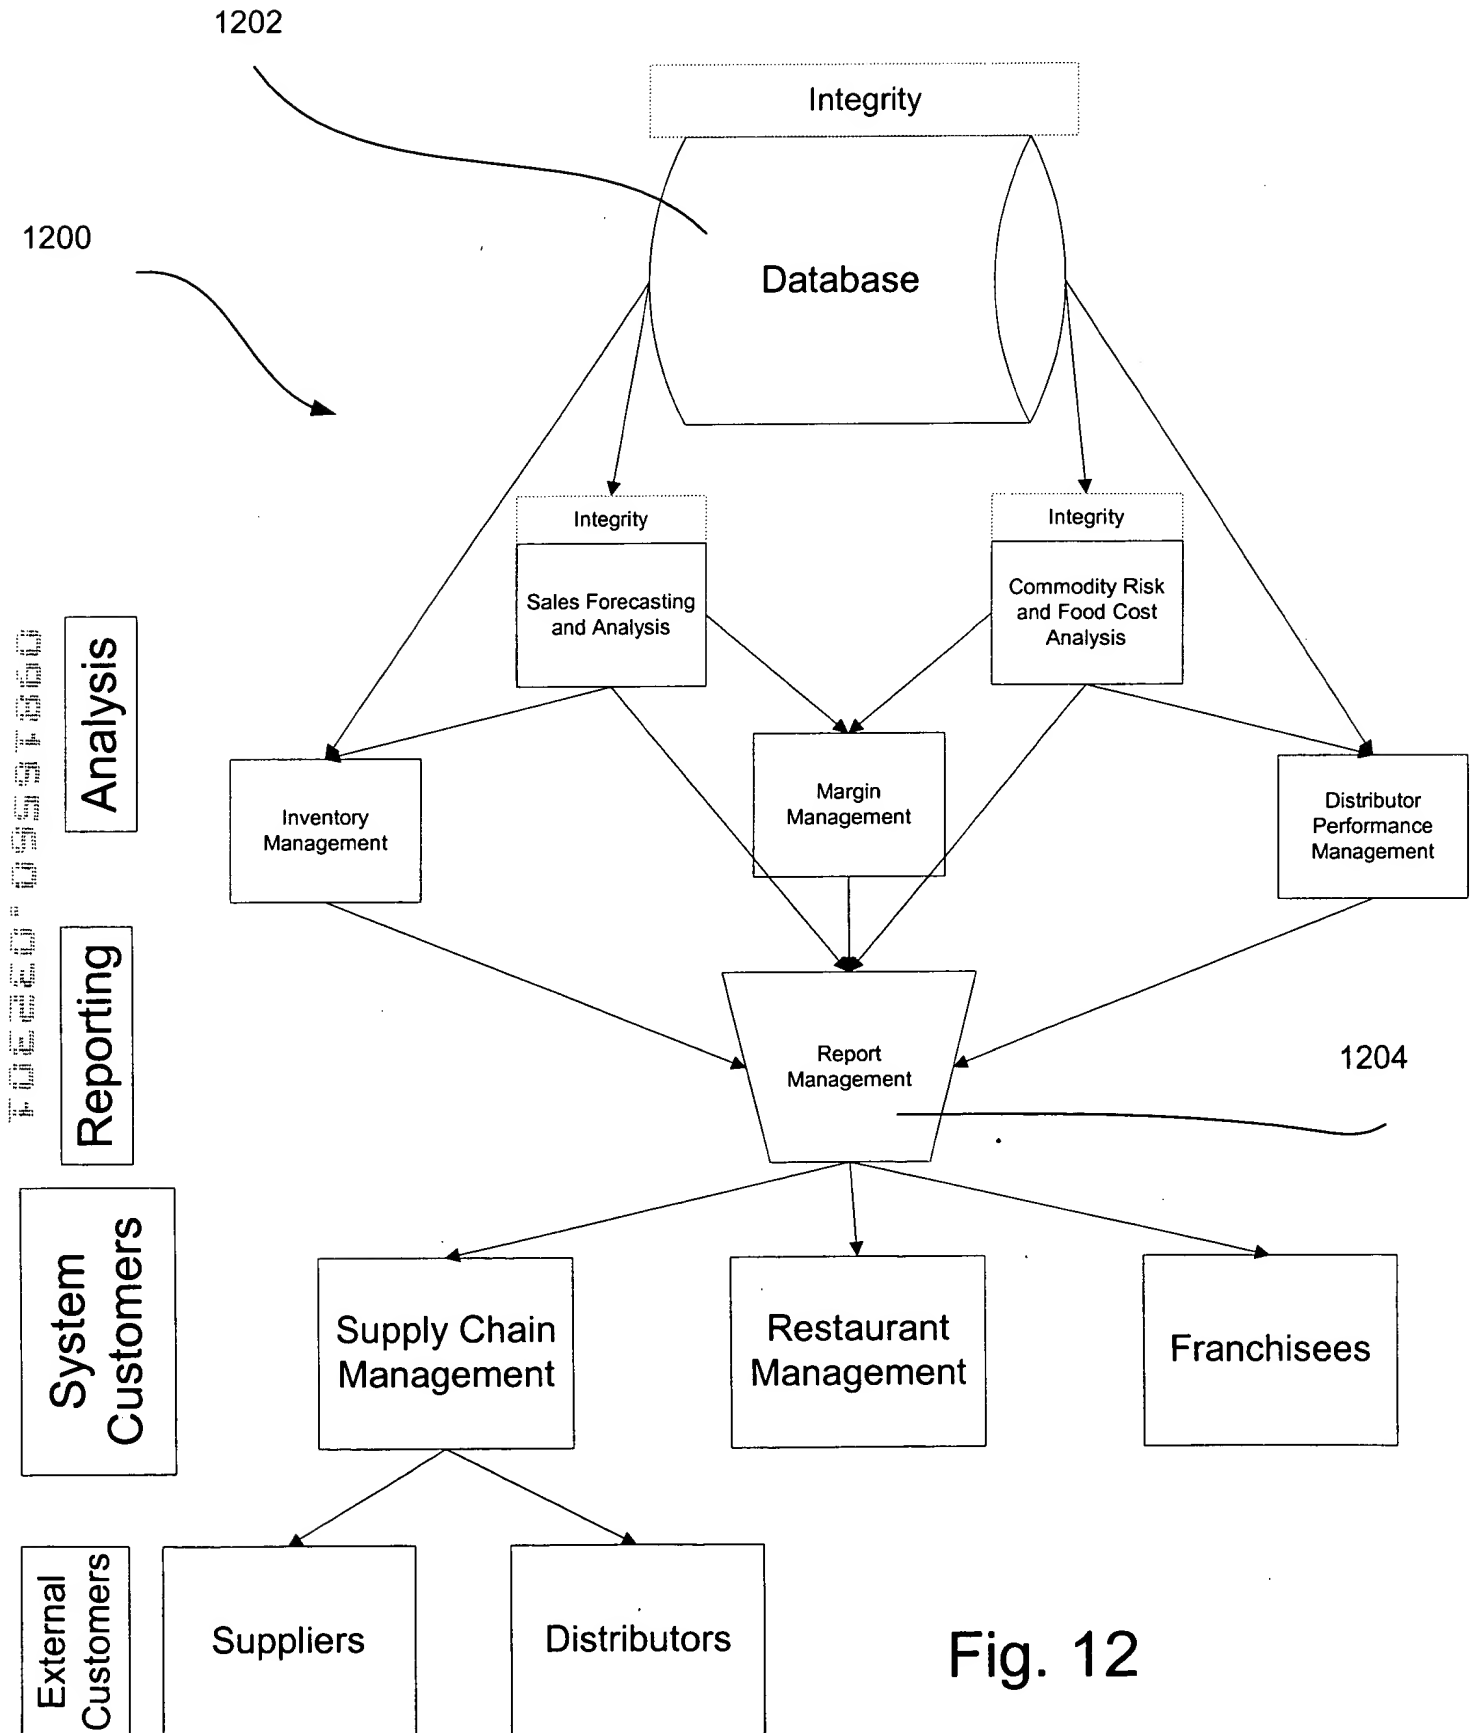 1202
Integrity
1200
Database
Integrity
Integrity
Sales Forecasting
and Analysis
Commodity Risk
and Food Cost
Analysis
Analysis
Inventory
Management
Margin
Management
Distributor
Performance
Management
Reporting
Report
Management
1204
System
Customers
Supply Chain
Management
Restaurant
Management
Franchisees
External
Customers
Suppliers
Distributors
Fig. 12